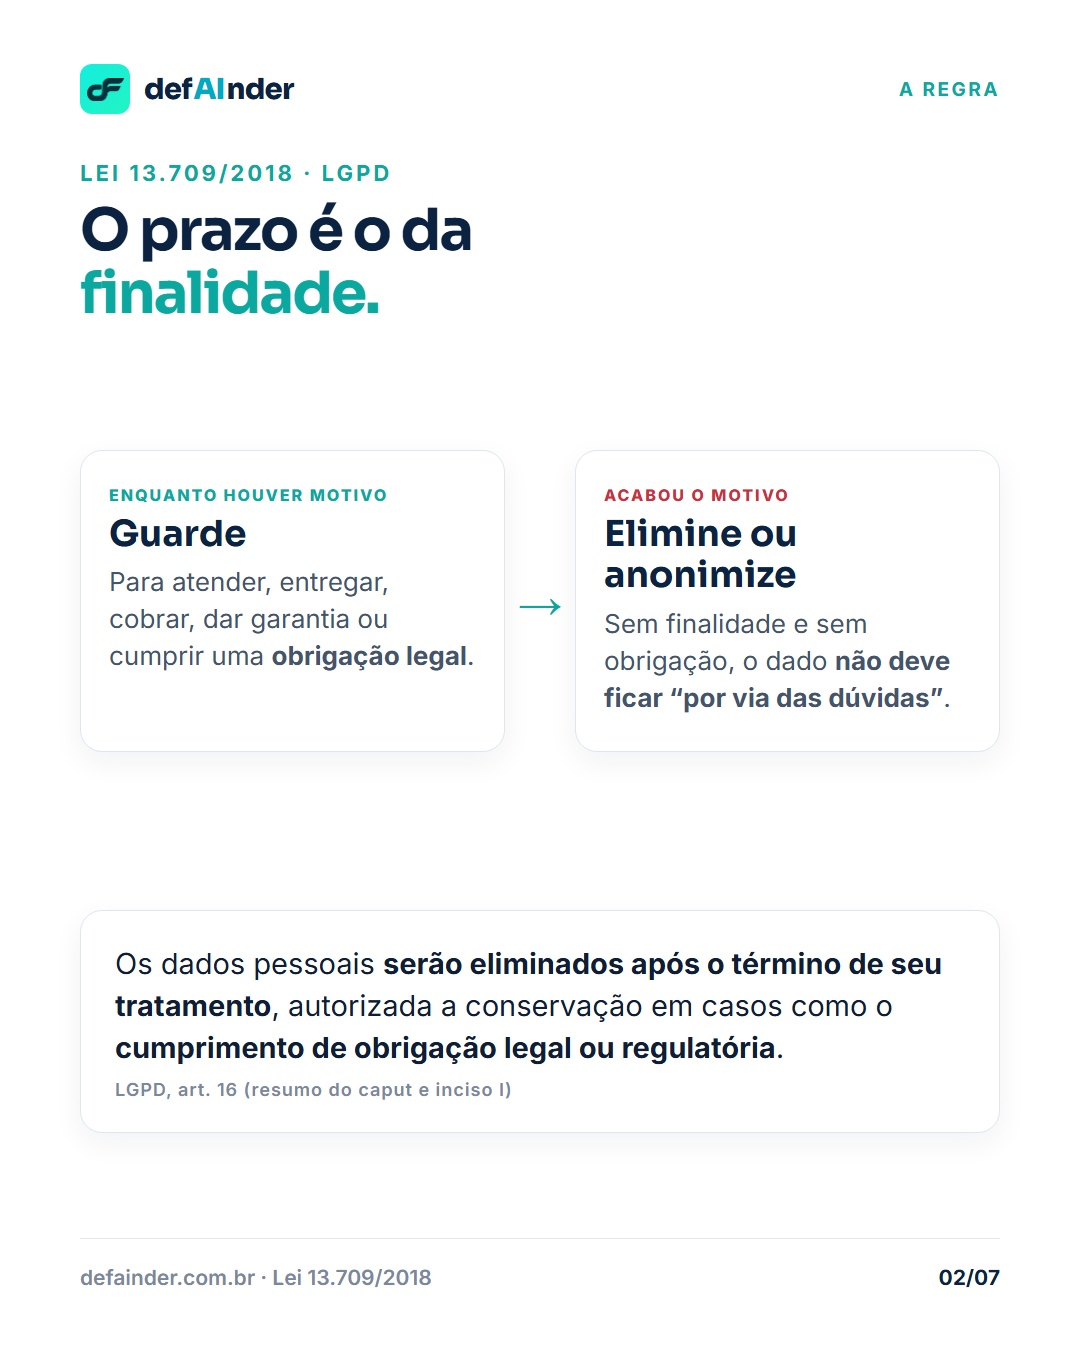 defAInder
A REGRA
LEI 13.709/2018 · LGPD
O prazo é o da
finalidade.
ENQUANTO HOUVER MOTIVO
Guarde
Para atender, entregar,
cobrar, dar garantia ou
cumprir uma obrigação legal.
→
ACABOU O MOTIVO
Elimine ou
anonimize
Sem finalidade e sem
obrigação, o dado não deve
ficar “por via das dúvidas”.
Os dados pessoais serão eliminados após o término de seu
tratamento, autorizada a conservação em casos como o
cumprimento de obrigação legal ou regulatória.
LGPD, art. 16 (resumo do caput e inciso I)
defainder.com.br · Lei 13.709/2018
02/07